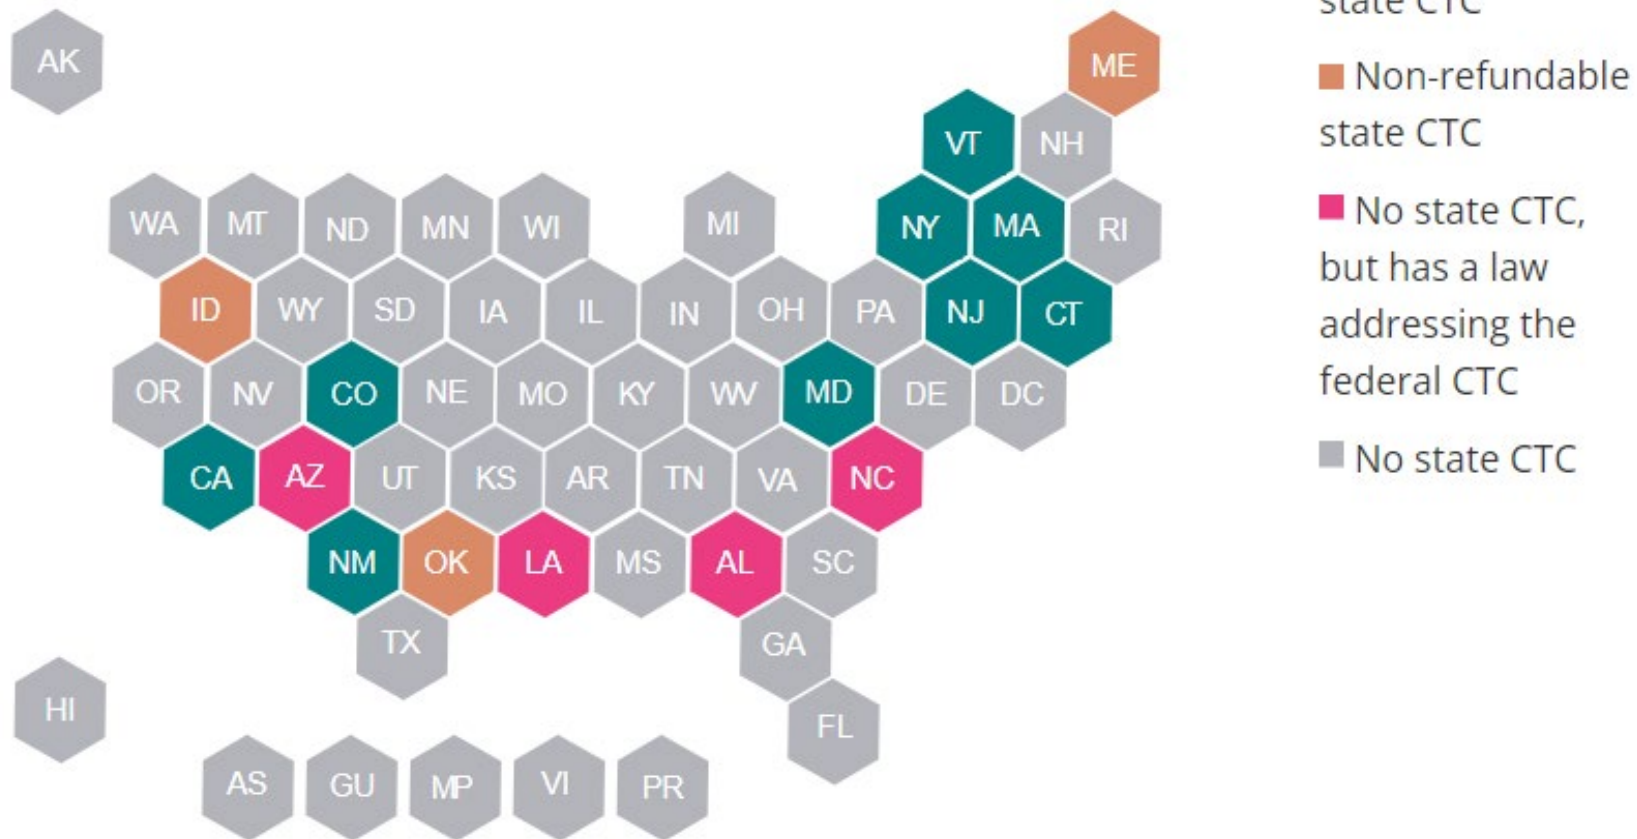 state CTC
AK
ME
Non-refundable
state CTC
VT
NH
No state CTC,
but has a law
addressing the
federal CTC
WA
MT
ND
MN
WI
MI
NY
MA
RI
ID
WY
SD
IA
IL
IN
OH
PA
NJ
CT
OR
NV
CO
NE
MO
KY
WV
MD
DE
DC
No state CTC
CA
AZ
UT
KS
AR
TN
VA
NC
NM
OK
LA
MS
AL
SC
TX
GA
HI
FL
AS
GU
MP
VI
PR